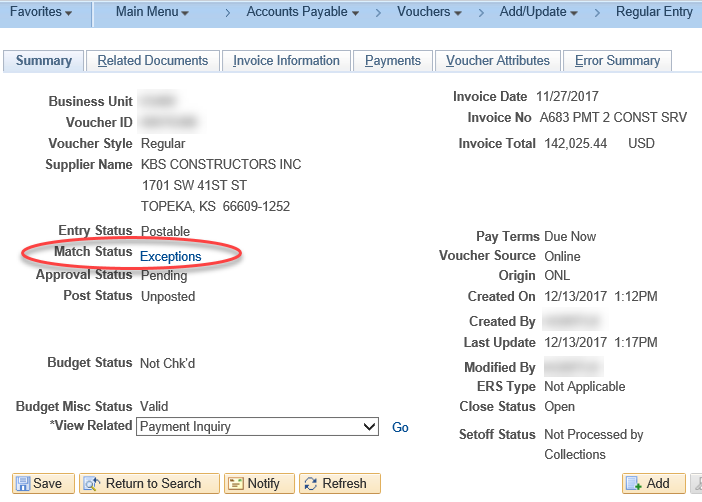 Favorites Main Menu > Accounts Payable > Vouchers > Add/Update > Regular Entry
Summary Related Documents Invoice Information Payments Voucher Attributes Error Summary
Business Unit
Voucher ID
Voucher Style Regular
Supplier Name KBS CONSTRUCTORS INC
1701 SW 41ST ST
TOPEKA, KS 66609-1252
Invoice Date 11/27/2017
Invoice No A683 PMT 2 CONST SRV
Invoice Total 142,025.44 USD
Entry Status Postable
Match Status Exceptions
Approval Status Pending
Post Status Unposted
Pay Terms Due Now
Voucher Source Online
Origin ONL
Created On 12/13/2017 1:12PM
Created By
Last Update 12/13/2017 1:17PM
Modified By
ERS Type Not Applicable
Close Status Open
Setoff Status Not Processed by
Collections
Budget Status Not Chk'd
Budget Misc Status Valid
*View Related Payment Inquiry Go
Save Return to Search Notify Refresh Add